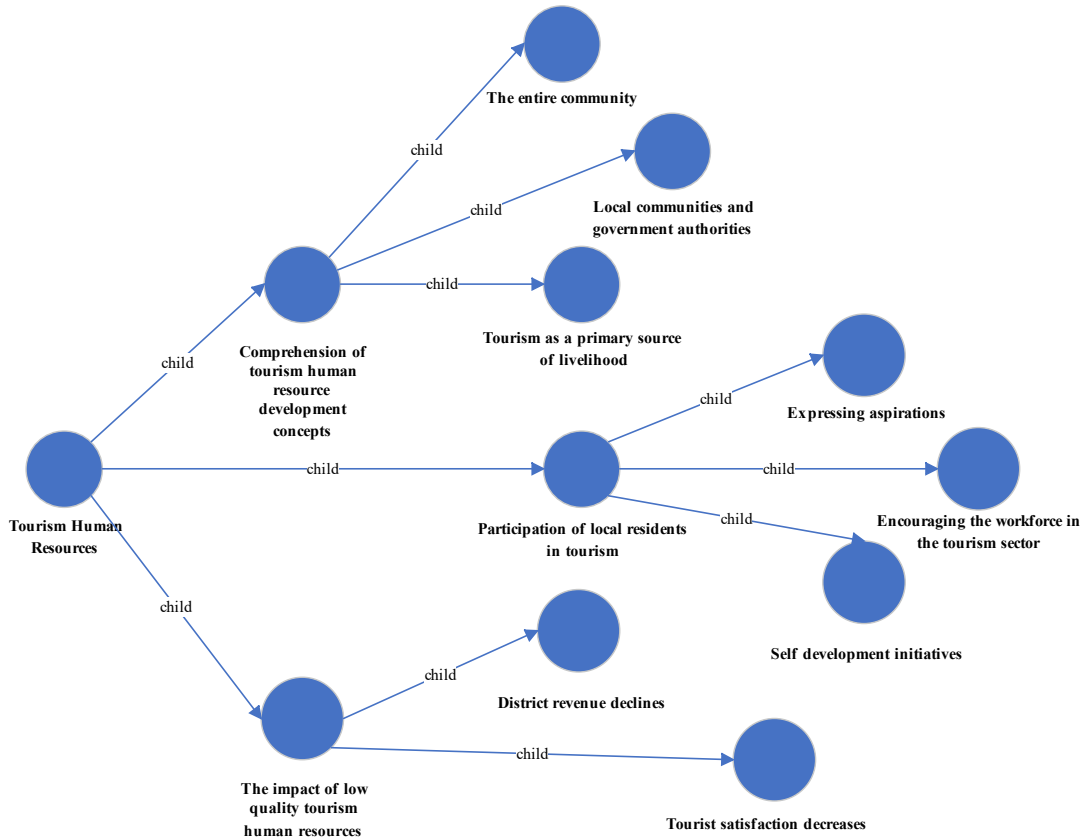 The entire community
child
Local communities and
government authorities
child
child
Tourism as a primary source
of livelihood
child
Comprehension of
tourism human
resource
development
concepts
child
Expressing aspirations
Tourism Human
Resources
child
Participation of local residents
in tourism
child
Encouraging the workforce in
the tourism sector
child
Self development initiatives
child
child
District revenue declines
The impact of low
quality tourism
human resources
child
Tourist satisfaction decreases